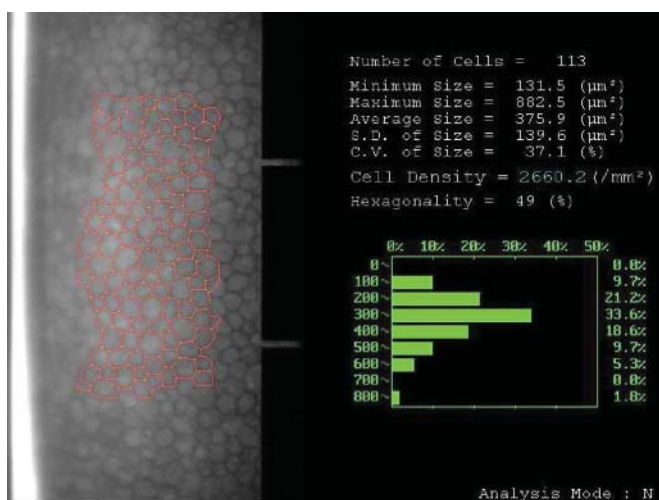 Number of Cells = 113
Minimum Size = 131.5 (μm²)
Maximum Size = 882.5 (μm²)
Average Size = 375.9 (μm²)
S.D. of Size = 139.6 (μm²)
C.V. of Size = 37.1 (%)
Cell Density = 2660.2 (/mm²)
Hexagonality = 49 (%)
0% 10% 20% 30% 40% 50%
0~ 0.0%
100~ 9.7%
200~ 21.2%
300~ 33.6%
400~ 18.6%
500~ 9.7%
600~ 5.3%
700~ 0.0%
800~ 1.8%
Analysis Mode : N